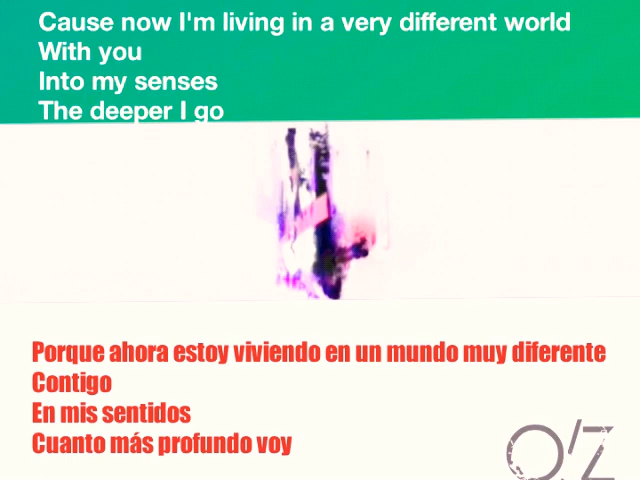 Cause now I'm living in a very different world
With you
Into my senses
The deeper I go
Porque ahora estoy viviendo en un mundo muy diferente
Contigo
En mis sentidos
Cuanto más profundo voy
O'Z